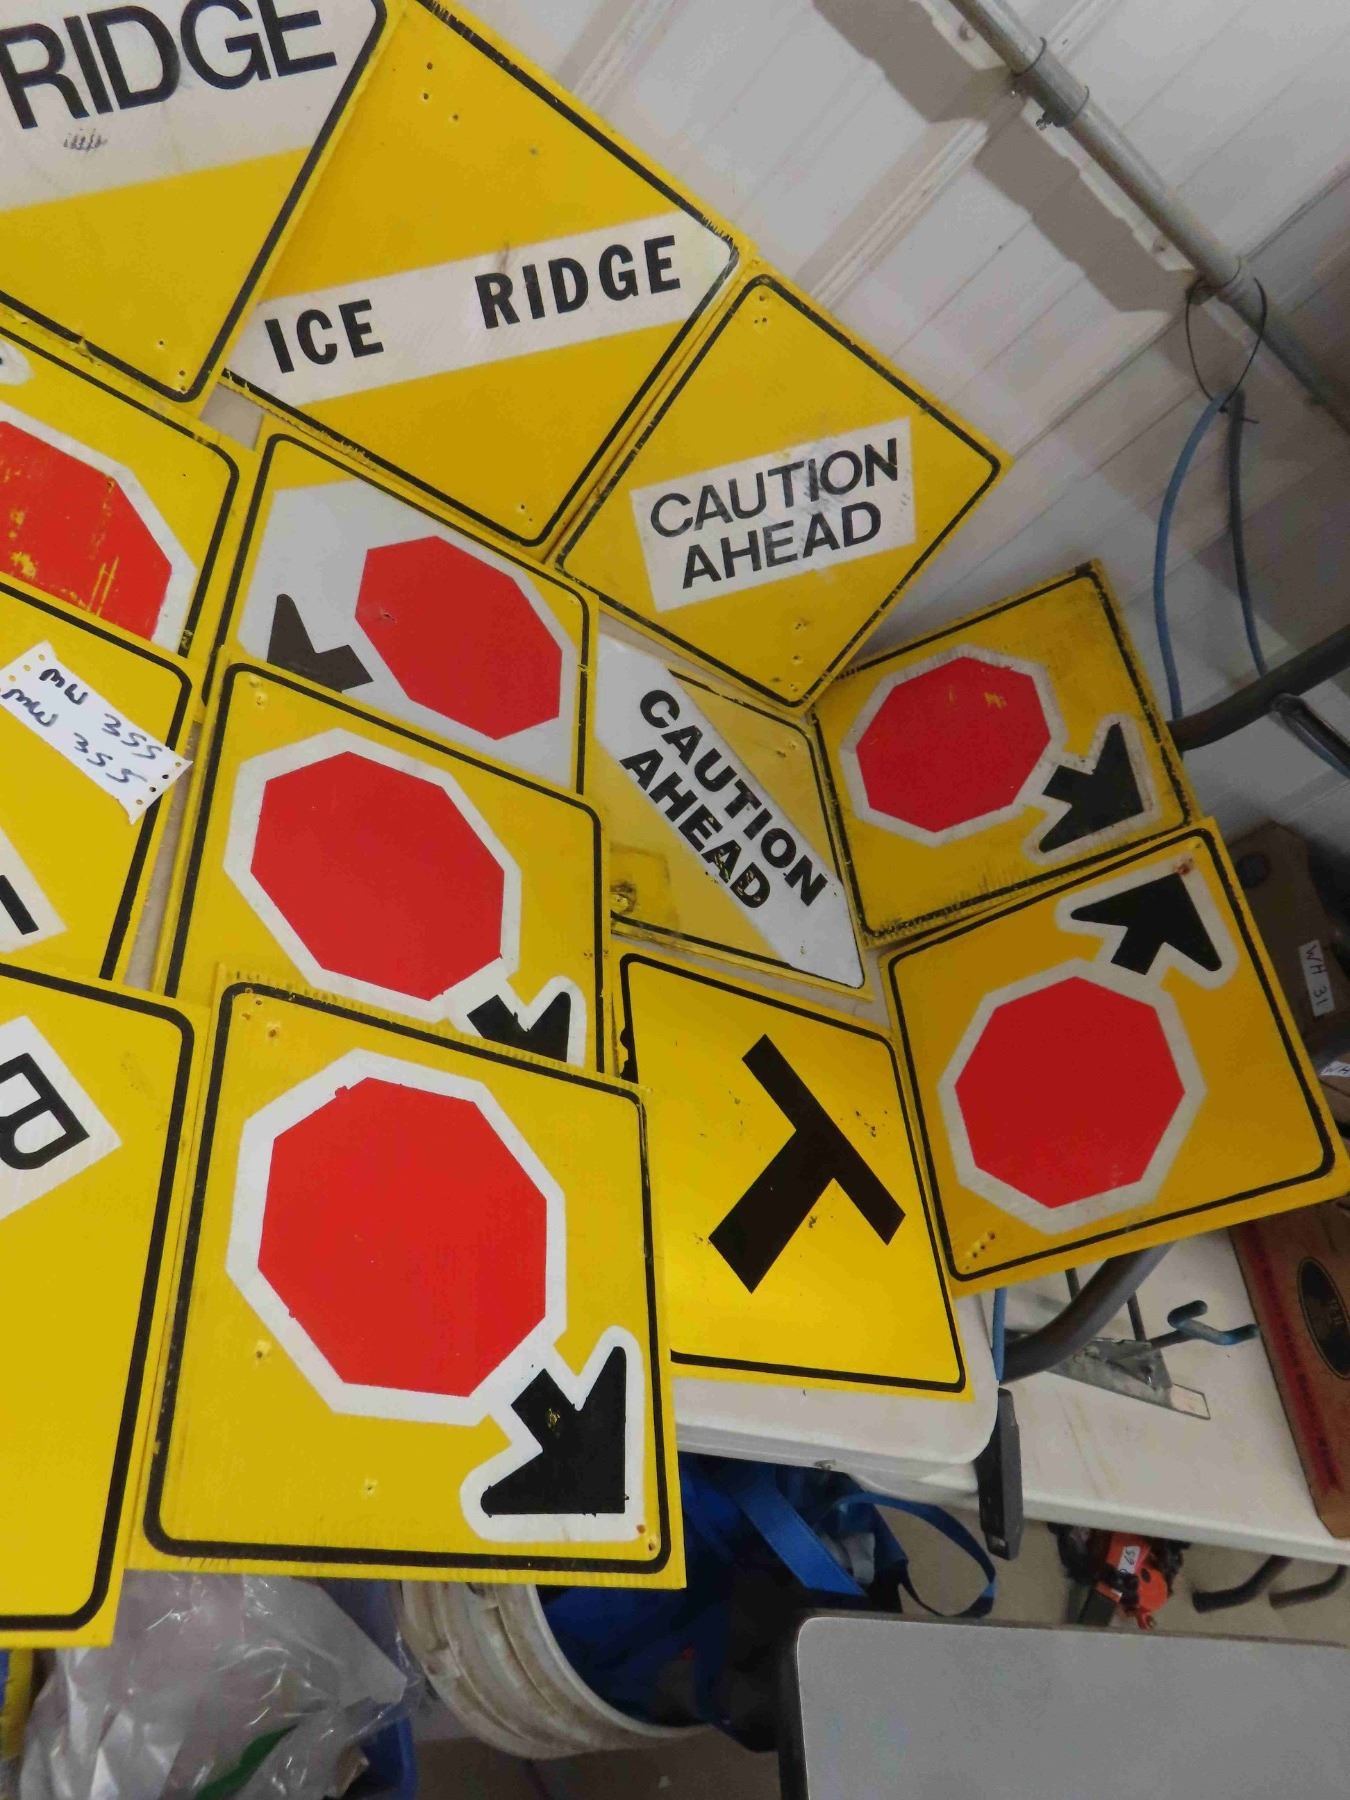 RIDGE
ICE RIDGE
CAUTION
AHEAD
CAUTION
AHEAD
MW 355
MW 355
B
WH 31